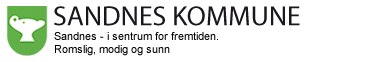 SANDNES KOMMUNE
Sandnes - i sentrum for fremtiden.
Romslig, modig og sunn